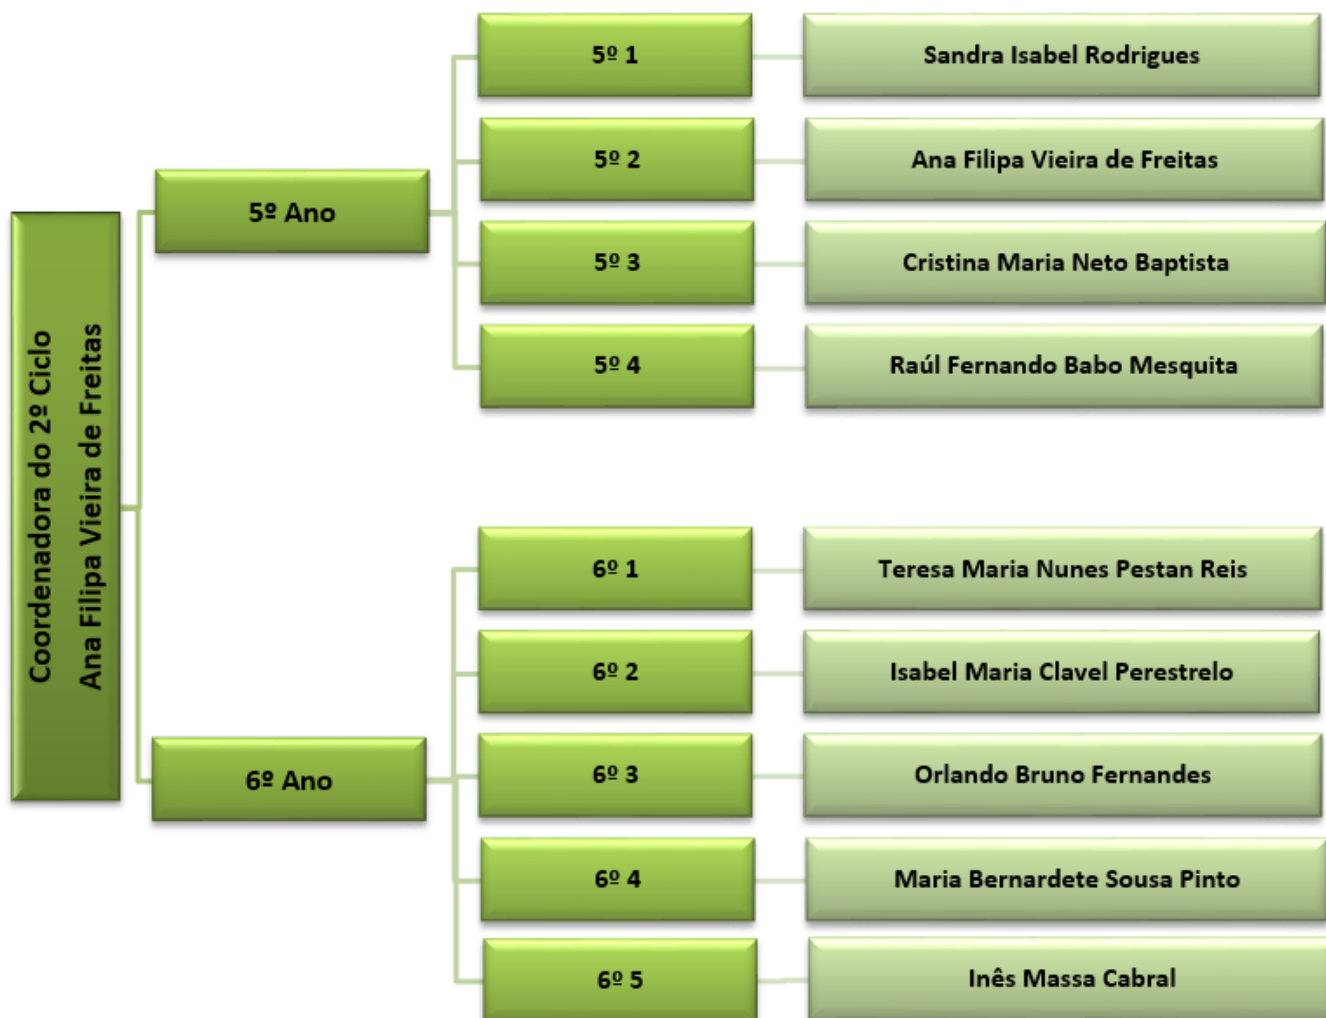 Coordenadora do 2º Ciclo
Ana Filipa Vieira de Freitas
5º Ano
5º 1
Sandra Isabel Rodrigues
5º 2
Ana Filipa Vieira de Freitas
5º 3
Cristina Maria Neto Baptista
5º 4
Raúl Fernando Babo Mesquita
6º Ano
6º 1
Teresa Maria Nunes Pestan Reis
6º 2
Isabel Maria Clavel Perestrelo
6º 3
Orlando Bruno Fernandes
6º 4
Maria Bernardete Sousa Pinto
6º 5
Inês Massa Cabral